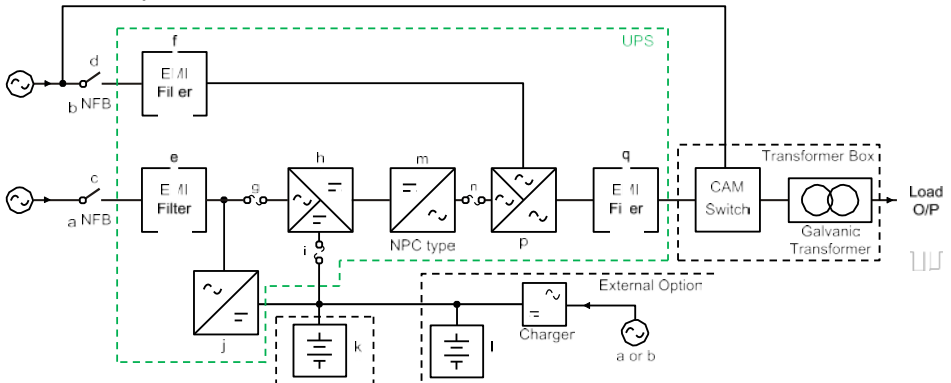 f
UPS
d
b NFB
EMI
Filter
e
c
a NFB
EMI
Filter
g
h
m
NPC type
n
p
q
EMI
Filter
Transformer Box
CAM
Switch
Galvanic
Transformer
Load
O/P
i
j
k
l
External Option
Charger
a or b